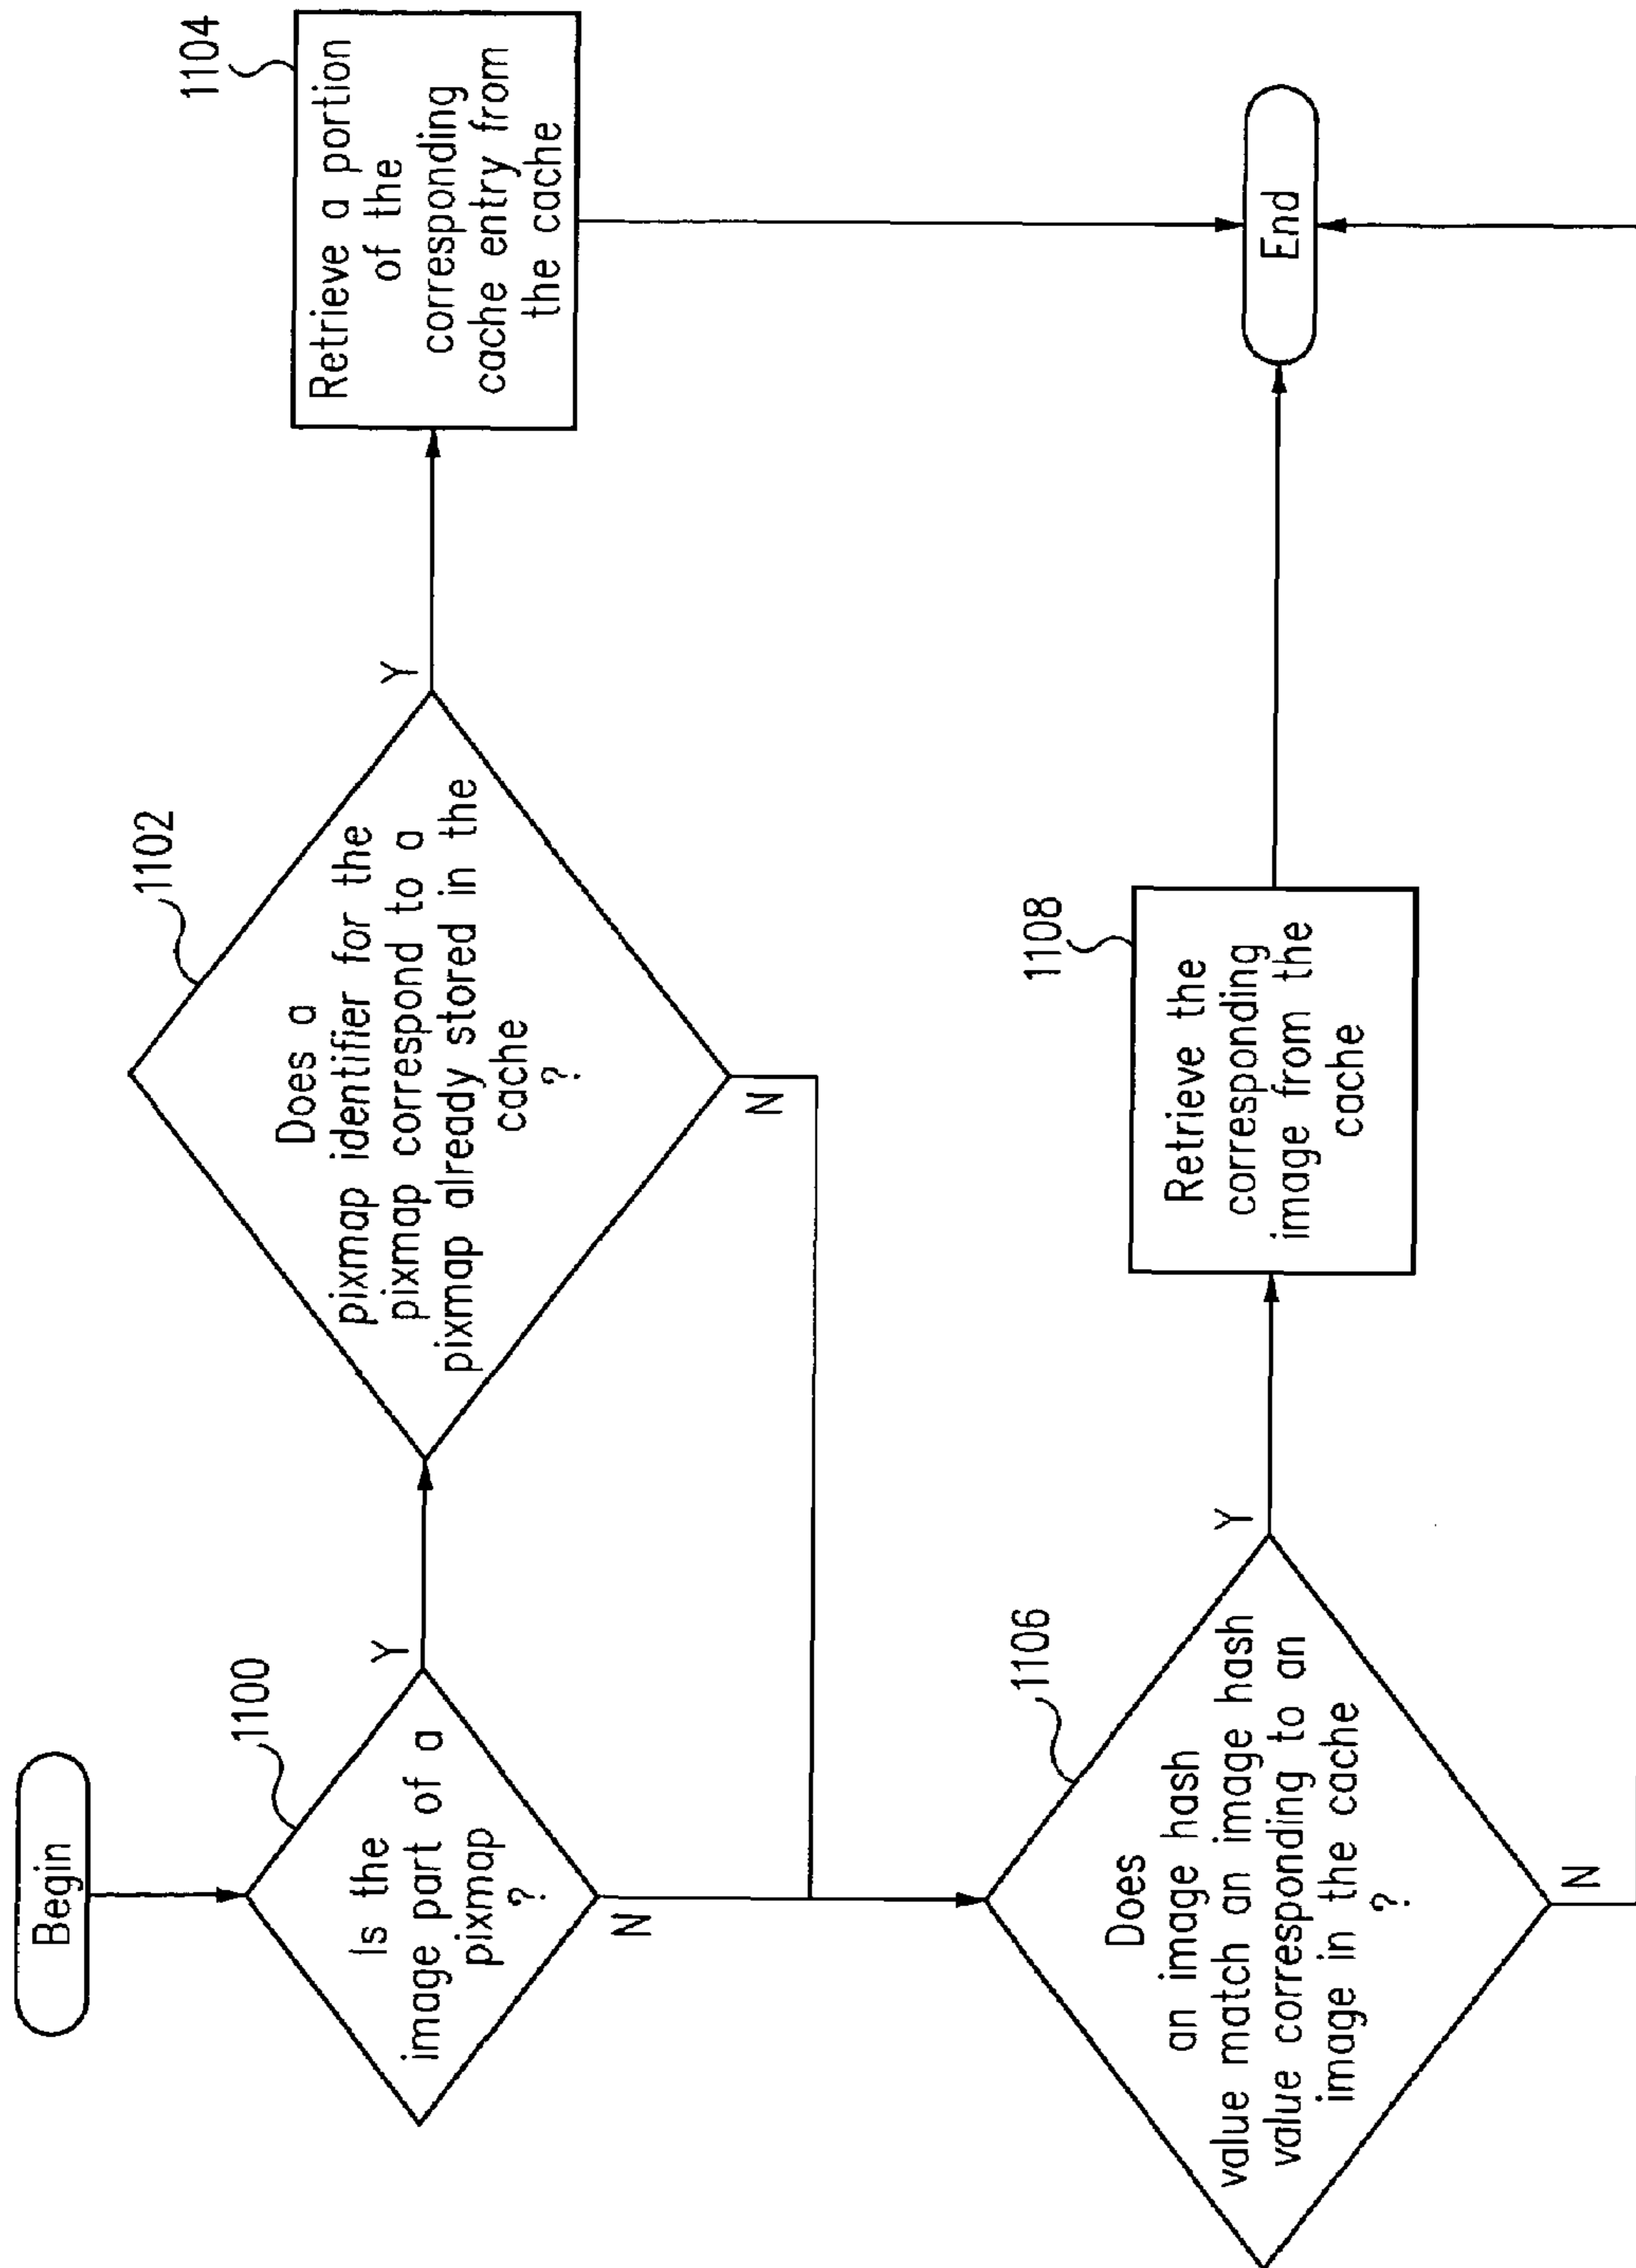 Begin
1100
Is the
image part of a
pixmap
?
Y
N
1102
Does a
pixmap identifier for the
pixmap correspond to a
pixmap already stored in the
cache
?
Y
N
1104
Retrieve a portion
of the
corresponding
cache entry from
the cache
1106
Does
an image hash
value match an image hash
value corresponding to an
image in the cache
?
Y
N
1108
Retrieve the
corresponding
image from the
cache
End